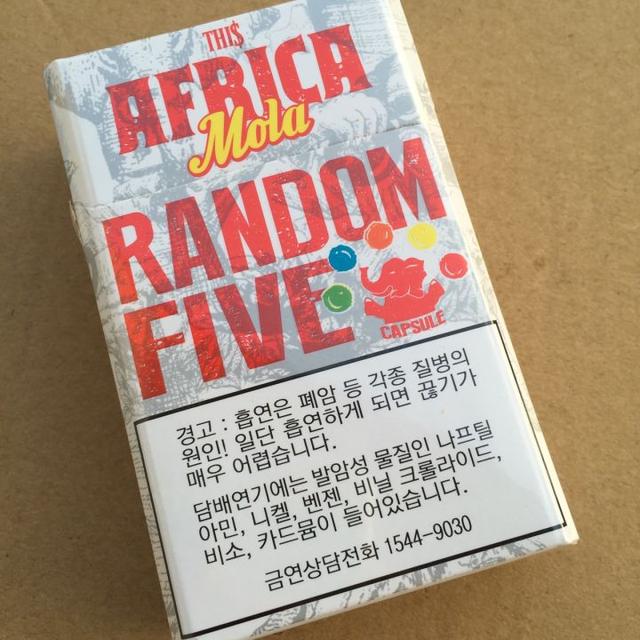 THI$
AFRICA
Mola
RANDOM
FIVE
CAPSULE
경고 : 흡연은 폐암 등 각종 질병의
원인! 일단 흡연하게 되면 끊기가
매우 어렵습니다.
담배연기에는 발암성 물질인 나프틸
아민, 니켈, 벤젠, 비닐 크롤라이드,
비소, 카드뮴이 들어있습니다.
금연상담전화 1544-9030